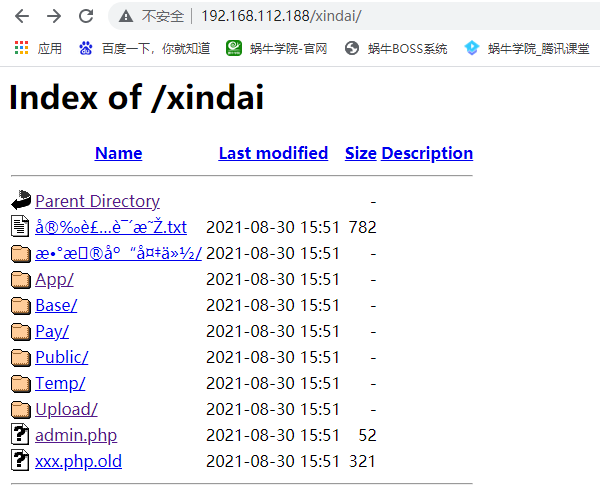 不安全 | 192.168.112.188/xindai/
应用 百度一下，你就知道 蜗牛学院-官网 蜗牛BOSS系统 蜗牛学院_腾讯课堂
Index of /xindai
Name Last modified Size Description
Parent Directory -
å®‰è£…è¯´æ˜Ž.txt 2021-08-30 15:51 782
æ•°æ®åº“å¤‡ä»½/ 2021-08-30 15:51 -
App/ 2021-08-30 15:51 -
Base/ 2021-08-30 15:51 -
Pay/ 2021-08-30 15:51 -
Public/ 2021-08-30 15:51 -
Temp/ 2021-08-30 15:51 -
Upload/ 2021-08-30 15:51 -
admin.php 2021-08-30 15:51 52
xxx.php.old 2021-08-30 15:51 321